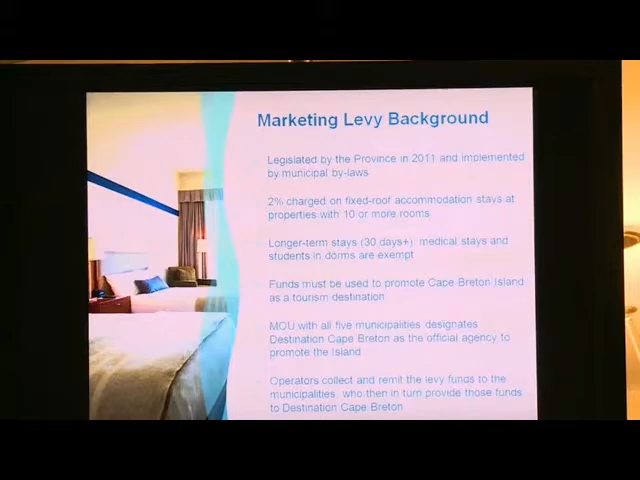 Marketing Levy Background
Legislated by the Province in 2011 and implemented
by municipal by-laws
2% charged on fixed-roof accommodation stays at
properties with 10 or more rooms
Longer-term stays (30 days+), medical stays and
students in dorms are exempt
Funds must be used to promote Cape Breton Island
as a tourism destination
MOU with all five municipalities designates
Destination Cape Breton as the official agency to
promote the Island
Operators collect and remit the levy funds to the
municipalities, who then in turn provide those funds
to Destination Cape Breton